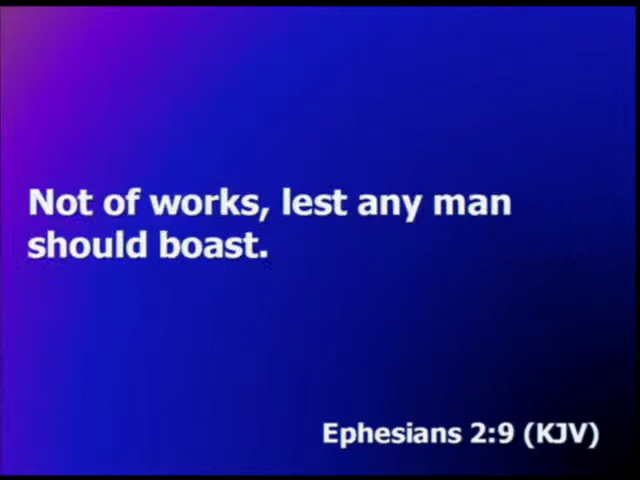 Not of works, lest any man
should boast.
Ephesians 2:9 (KJV)